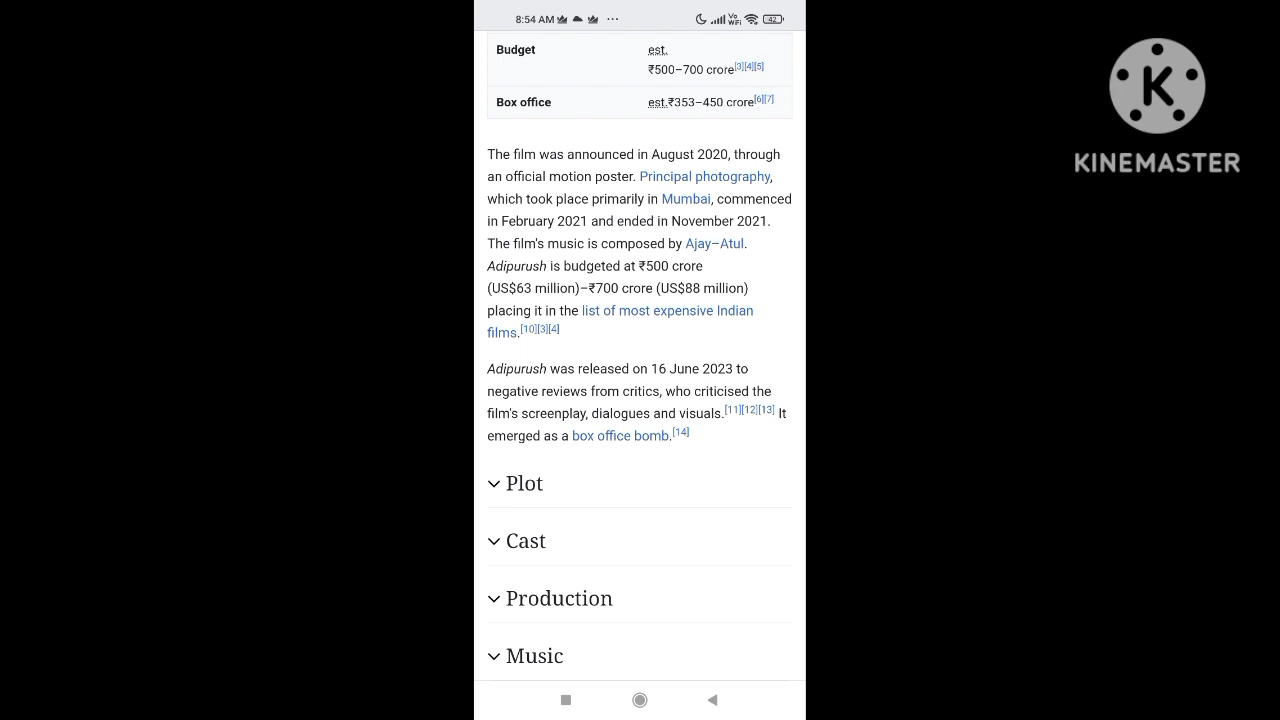 8:54 AM ...
Vo WiFi 42
Budget est.
₹500–700 crore[3][4][5]
Box office est.₹353–450 crore[6][7]
The film was announced in August 2020, through
an official motion poster. Principal photography,
which took place primarily in Mumbai, commenced
in February 2021 and ended in November 2021.
The film's music is composed by Ajay–Atul.
Adipurush is budgeted at ₹500 crore
(US$63 million)–₹700 crore (US$88 million)
placing it in the list of most expensive Indian
films.[10][3][4]
Adipurush was released on 16 June 2023 to
negative reviews from critics, who criticised the
film's screenplay, dialogues and visuals.[11][12][13] It
emerged as a box office bomb.[14]
Plot
Cast
Production
Music
K
KINEMASTER